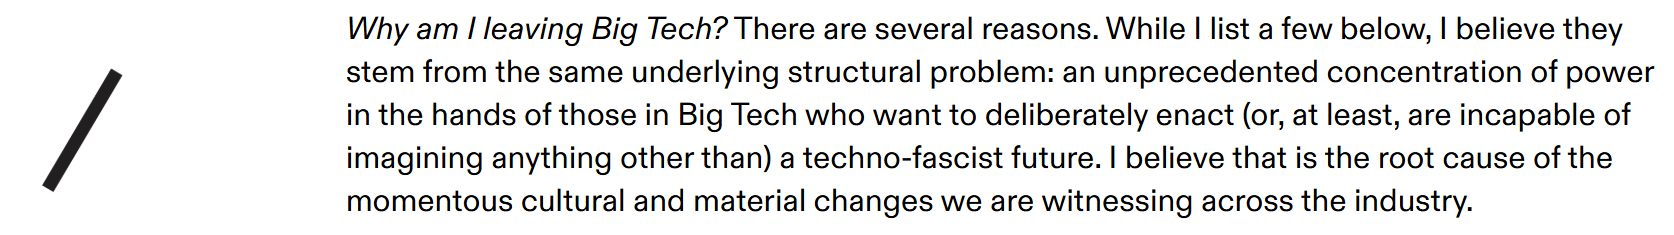 Why am I leaving Big Tech? There are several reasons. While I list a few below, I believe they
stem from the same underlying structural problem: an unprecedented concentration of power
in the hands of those in Big Tech who want to deliberately enact (or, at least, are incapable of
imagining anything other than) a techno-fascist future. I believe that is the root cause of the
momentous cultural and material changes we are witnessing across the industry.